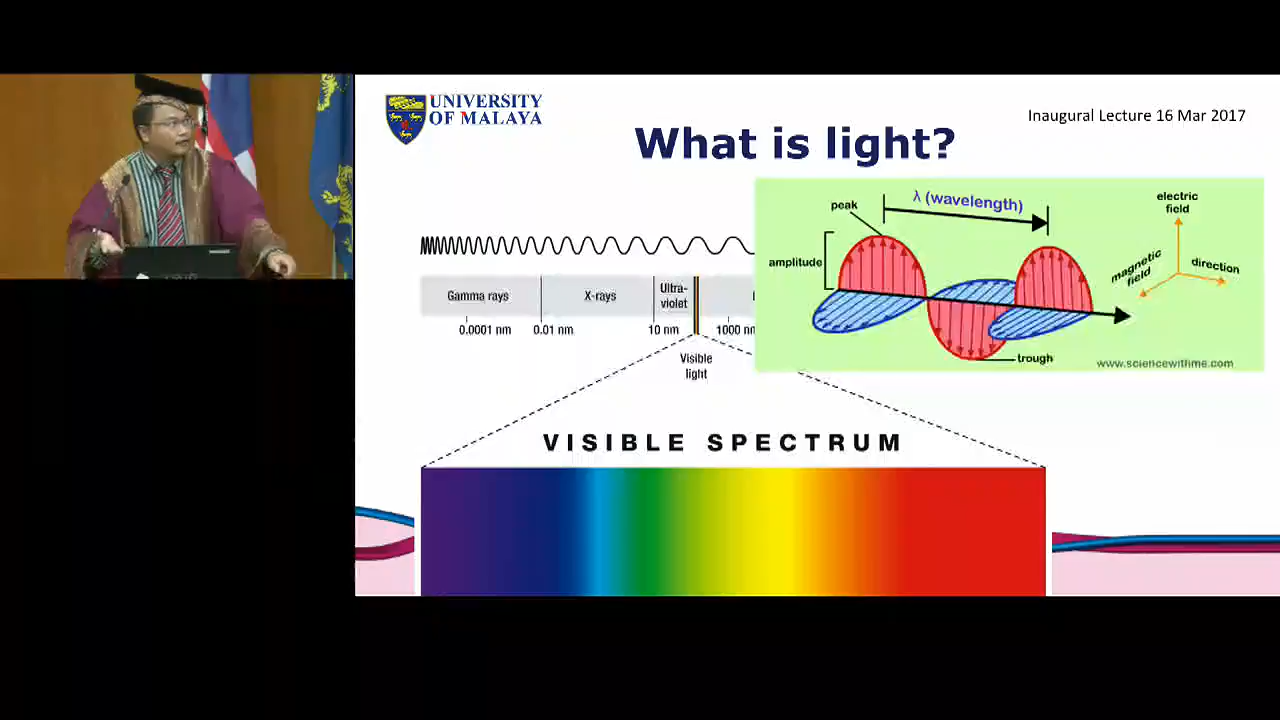 UNIVERSITY
OF MALAYA
Inaugural Lecture 16 Mar 2017
What is light?
peak
λ (wavelength)
amplitude
trough
electric
field
magnetic
field
direction
www.sciencewithme.com
Gamma rays
X-rays
Ultra-
violet
0.0001 nm
0.01 nm
10 nm
1000 nm
Visible
light
VISIBLE SPECTRUM